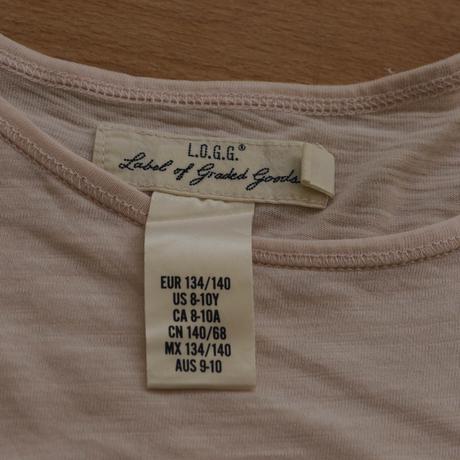 L.O.G.G.®
Label of Graded Goods
EUR 134/140
US 8-10Y
CA 8-10A
CN 140/68
MX 134/140
AUS 9-10